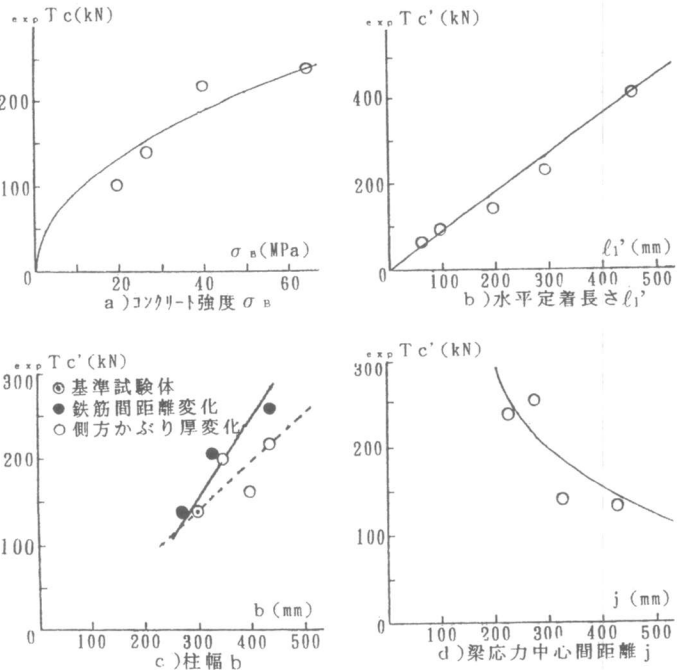 exp Tc(kN)
200
100
0
20
40
60
σB(MPa)
a)コンクリート強度σB
exp Tc'(kN)
400
200
0
100
200
300
400
500
ℓ1'(mm)
b)水平定着長さℓ1'
exp Tc'(kN)
300
⊙基準試験体
●鉄筋間距離変化
○側方かぶり厚変化
200
100
0
100
200
300
400
500
b(mm)
c)柱幅b
exp Tc'(kN)
300
200
100
0
100
200
300
400
500
j(mm)
d)梁応力中心間距離j